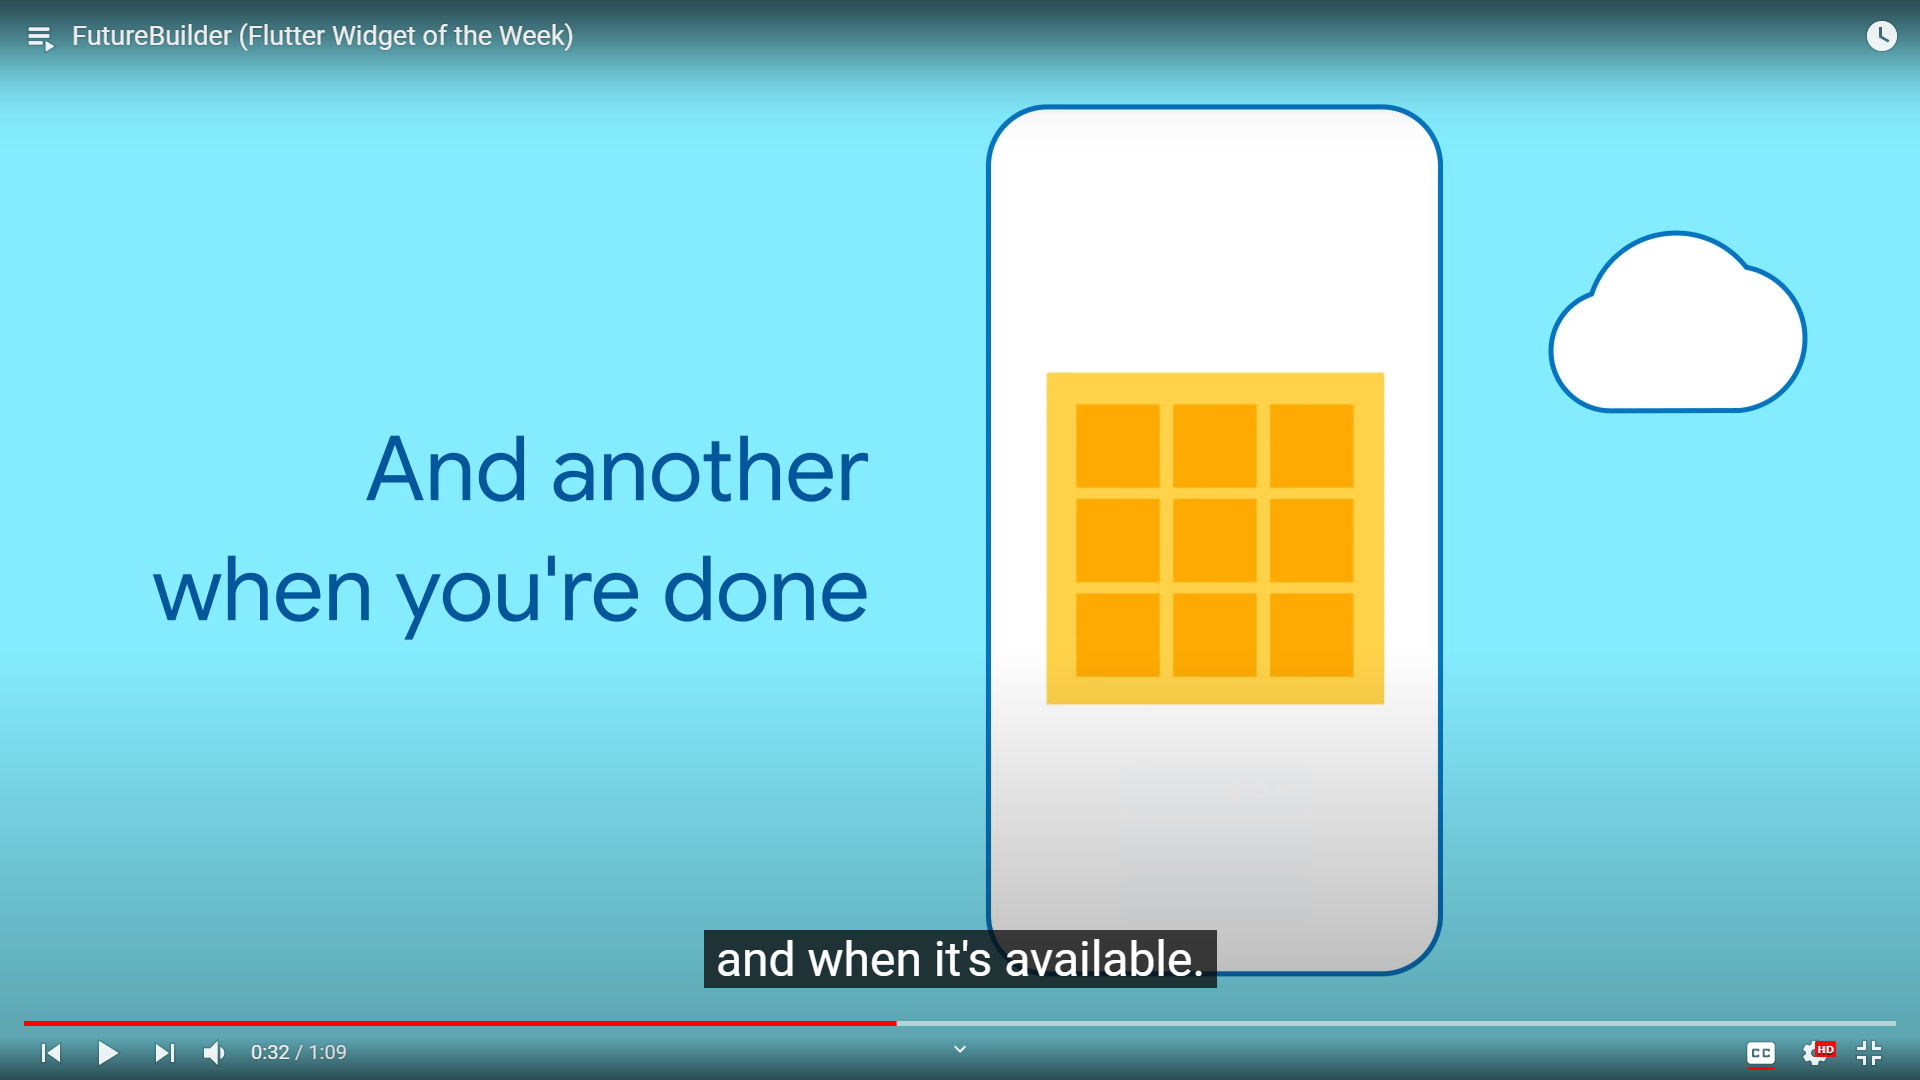 FutureBuilder (Flutter Widget of the Week)
And another
when you're done
and when it's available.
0:32 / 1:09
CC
HD